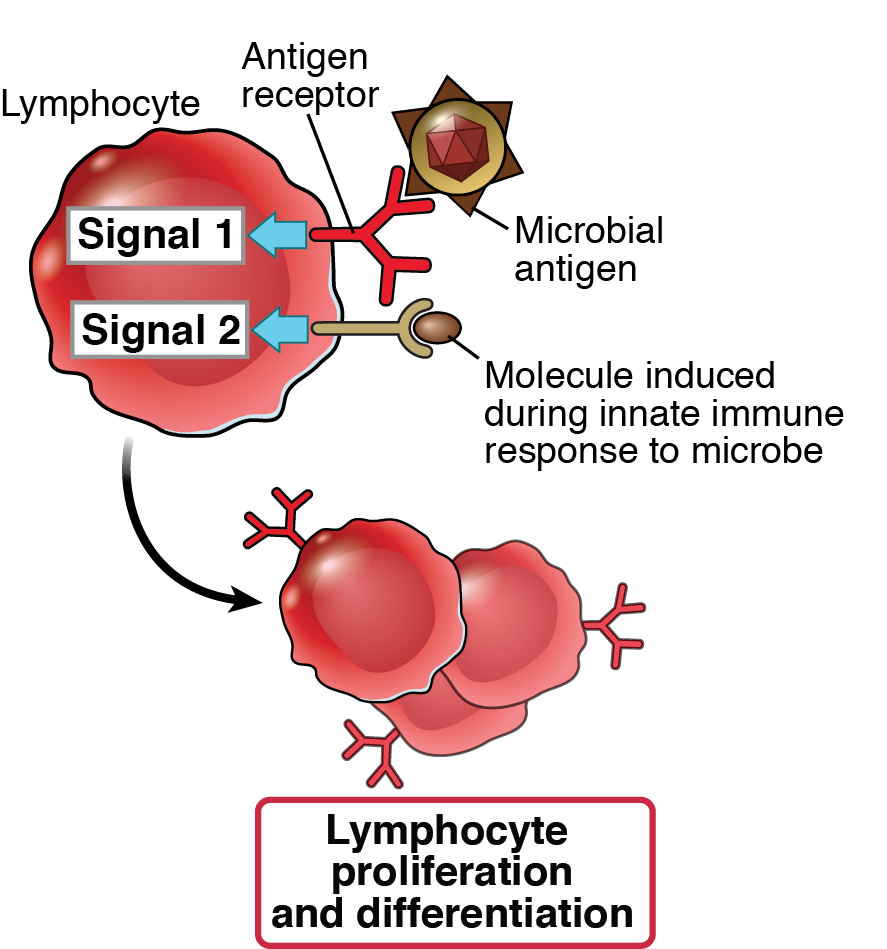 Antigen
receptor
Lymphocyte
Signal 1
Microbial
antigen
Signal 2
Molecule induced
during innate immune
response to microbe
Lymphocyte
proliferation
and differentiation